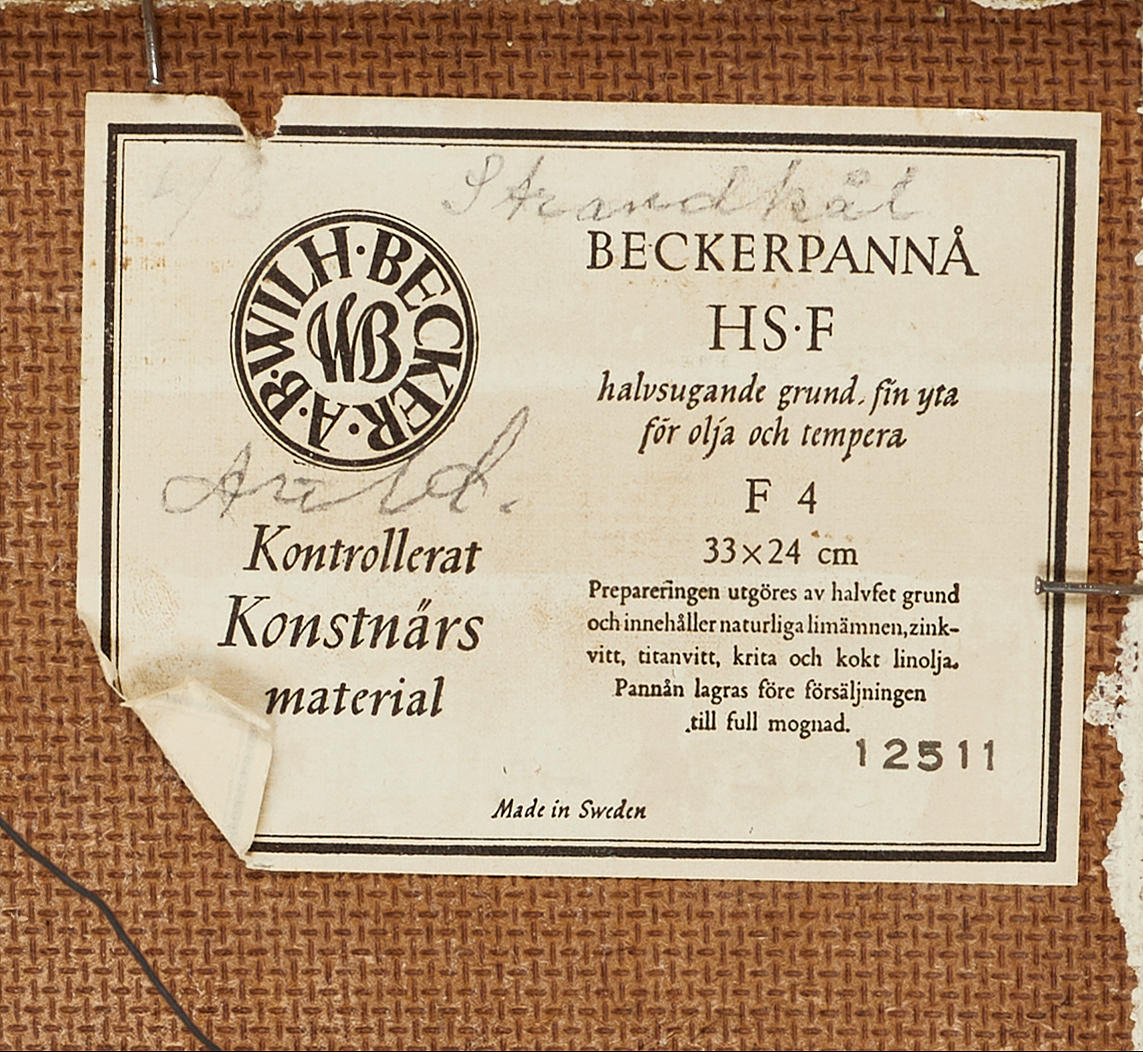 Strandkål
A.B. WILH. BECKER
WB
BECKERPANNÅ
HS·F
halvsugande grund, fin yta
för olja och tempera
F 4
33×24 cm
Prepareringen utgöres av halvfet grund
och innehåller naturliga limämnen, zink-
vitt, titanvitt, krita och kokt linolja.
Pannån lagras före försäljningen
till full mognad.
12511
Kontrollerat
Konstnärs
material
Made in Sweden